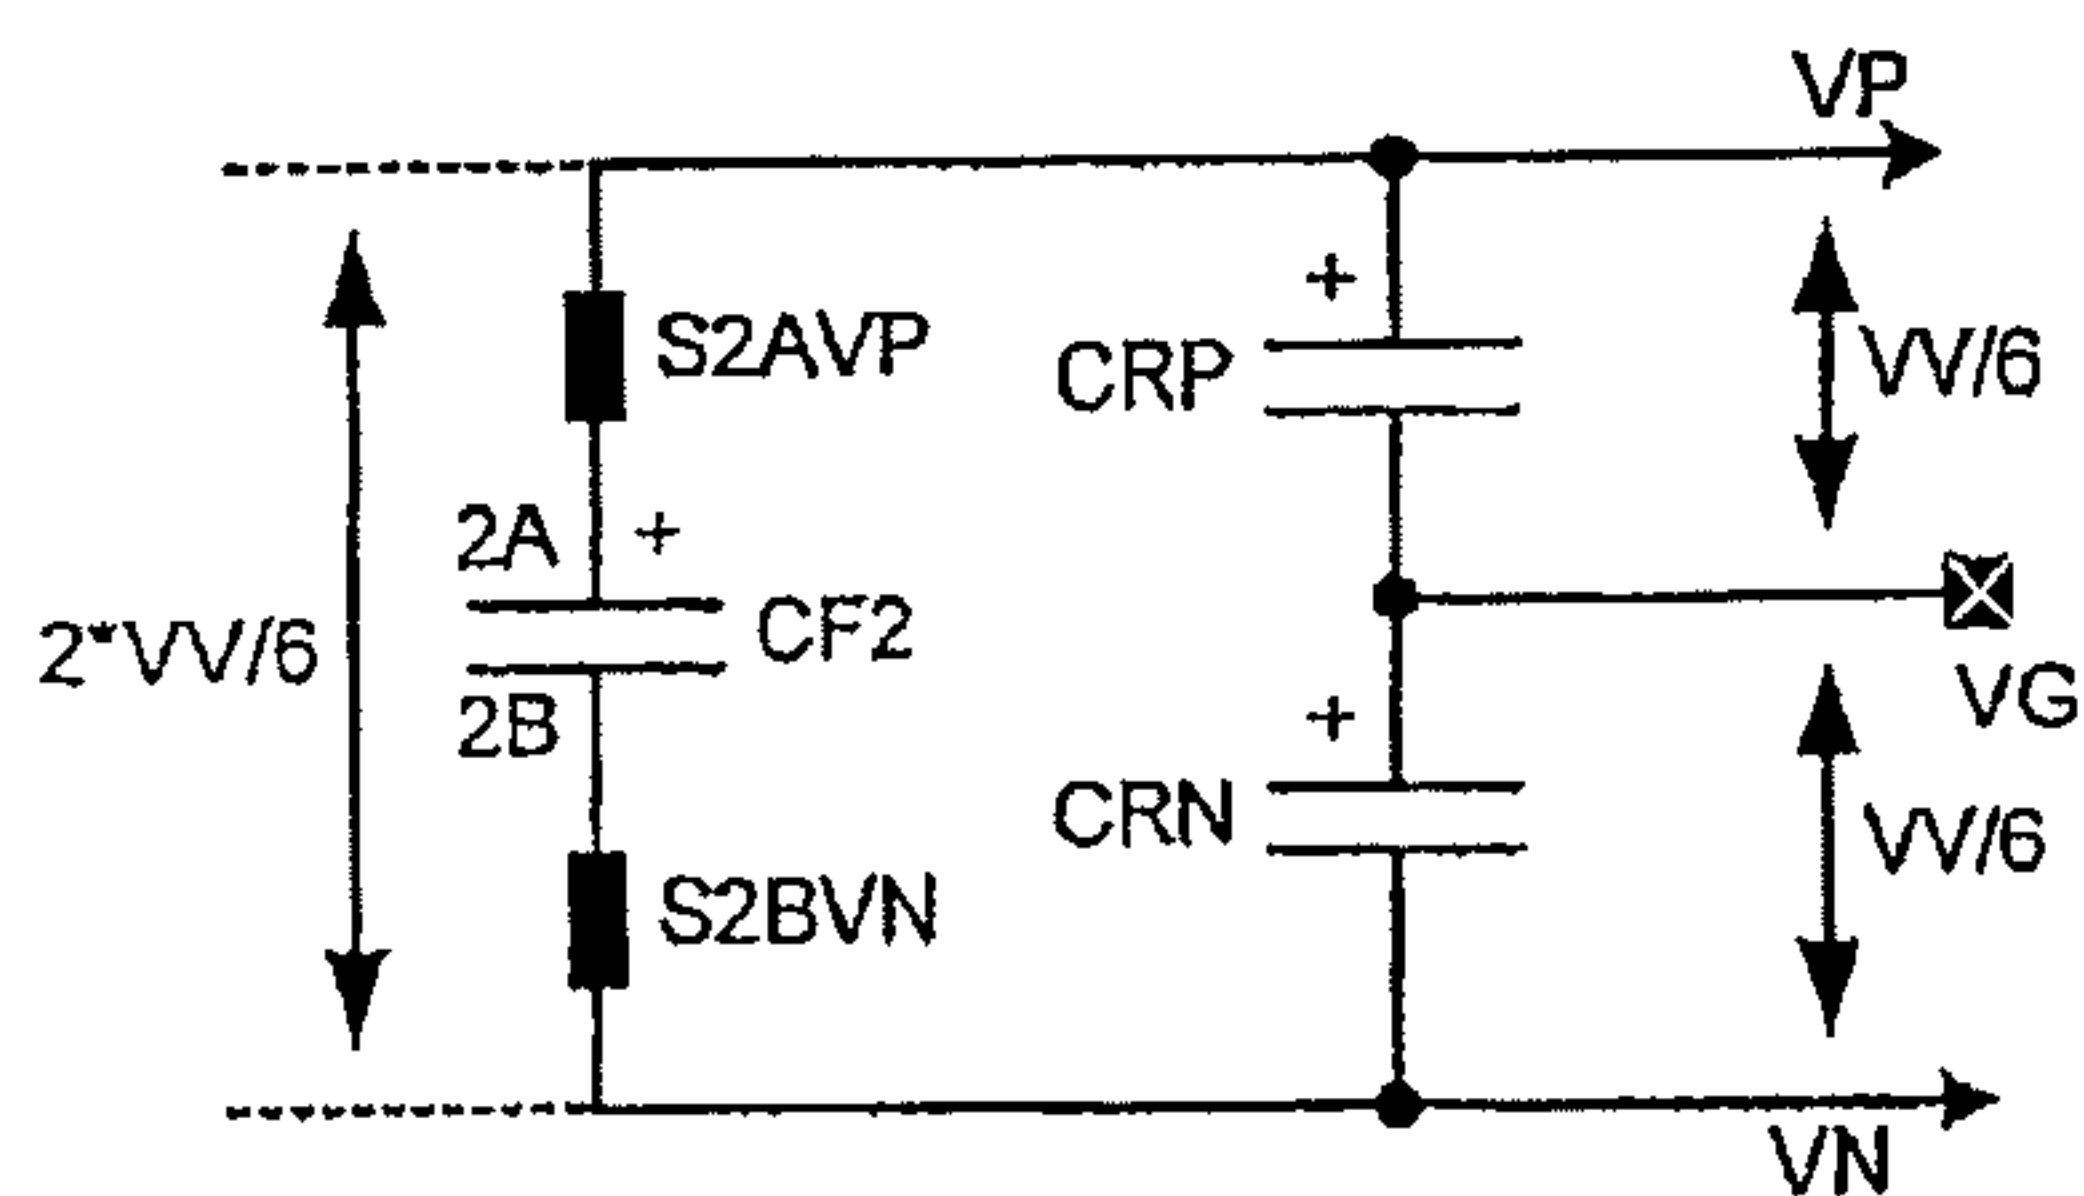 VP
S2AVP
+
CRP
VV/6
2A
+
CF2
2*VV/6
2B
VG
+
CRN
VV/6
S2BVN
VN